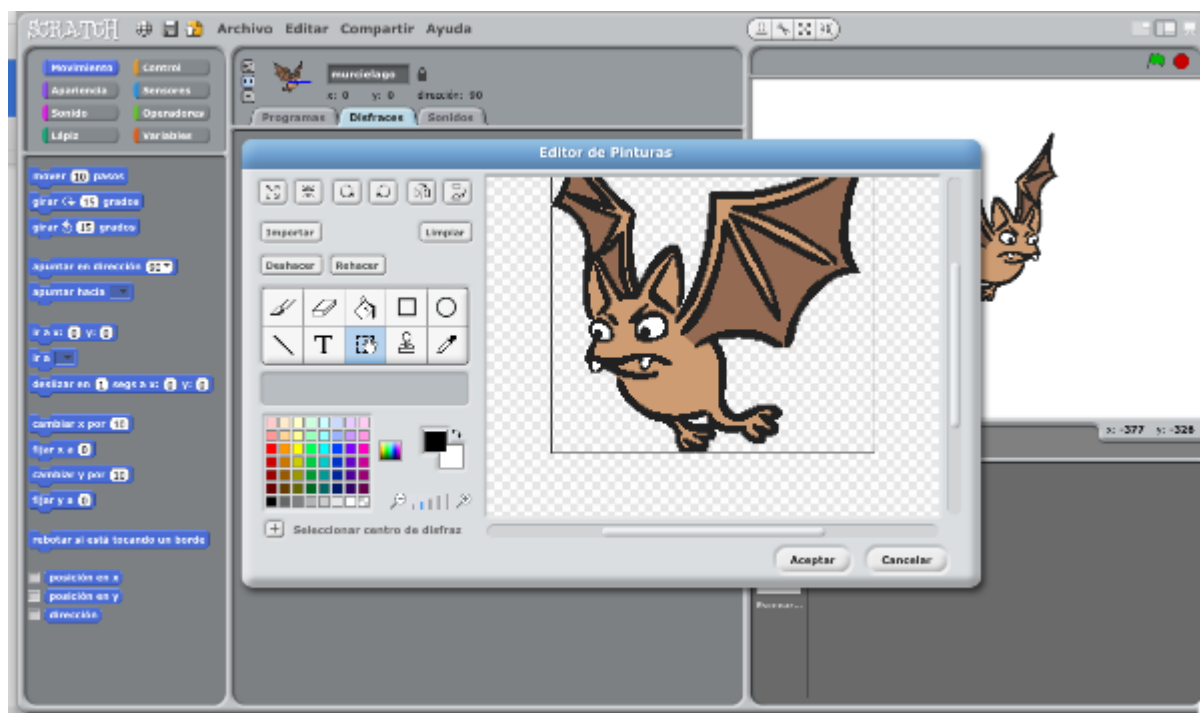 SCRATCH Archivo Editar Compartir Ayuda
Movimiento Control
Apariencia Sensores
Sonido Operadores
Lápiz Variables
murcielago
x: 0 y: 0 dirección: 90
Programas Disfraces Sonidos
Editor de Pinturas
Importar Limpiar
Deshacer Rehacer
T
Seleccionar centro de disfraz
Aceptar Cancelar
mover 10 pasos
girar 15 grados
girar 15 grados
apuntar en dirección 90
apuntar hacia
ir a x: 0 y: 0
ir a
deslizar en 1 segs a x: 0 y: 0
cambiar x por 10
fijar x a 0
cambiar y por 10
fijar y a 0
rebotar si está tocando un borde
posición en x
posición en y
dirección
x: -377 y: -326